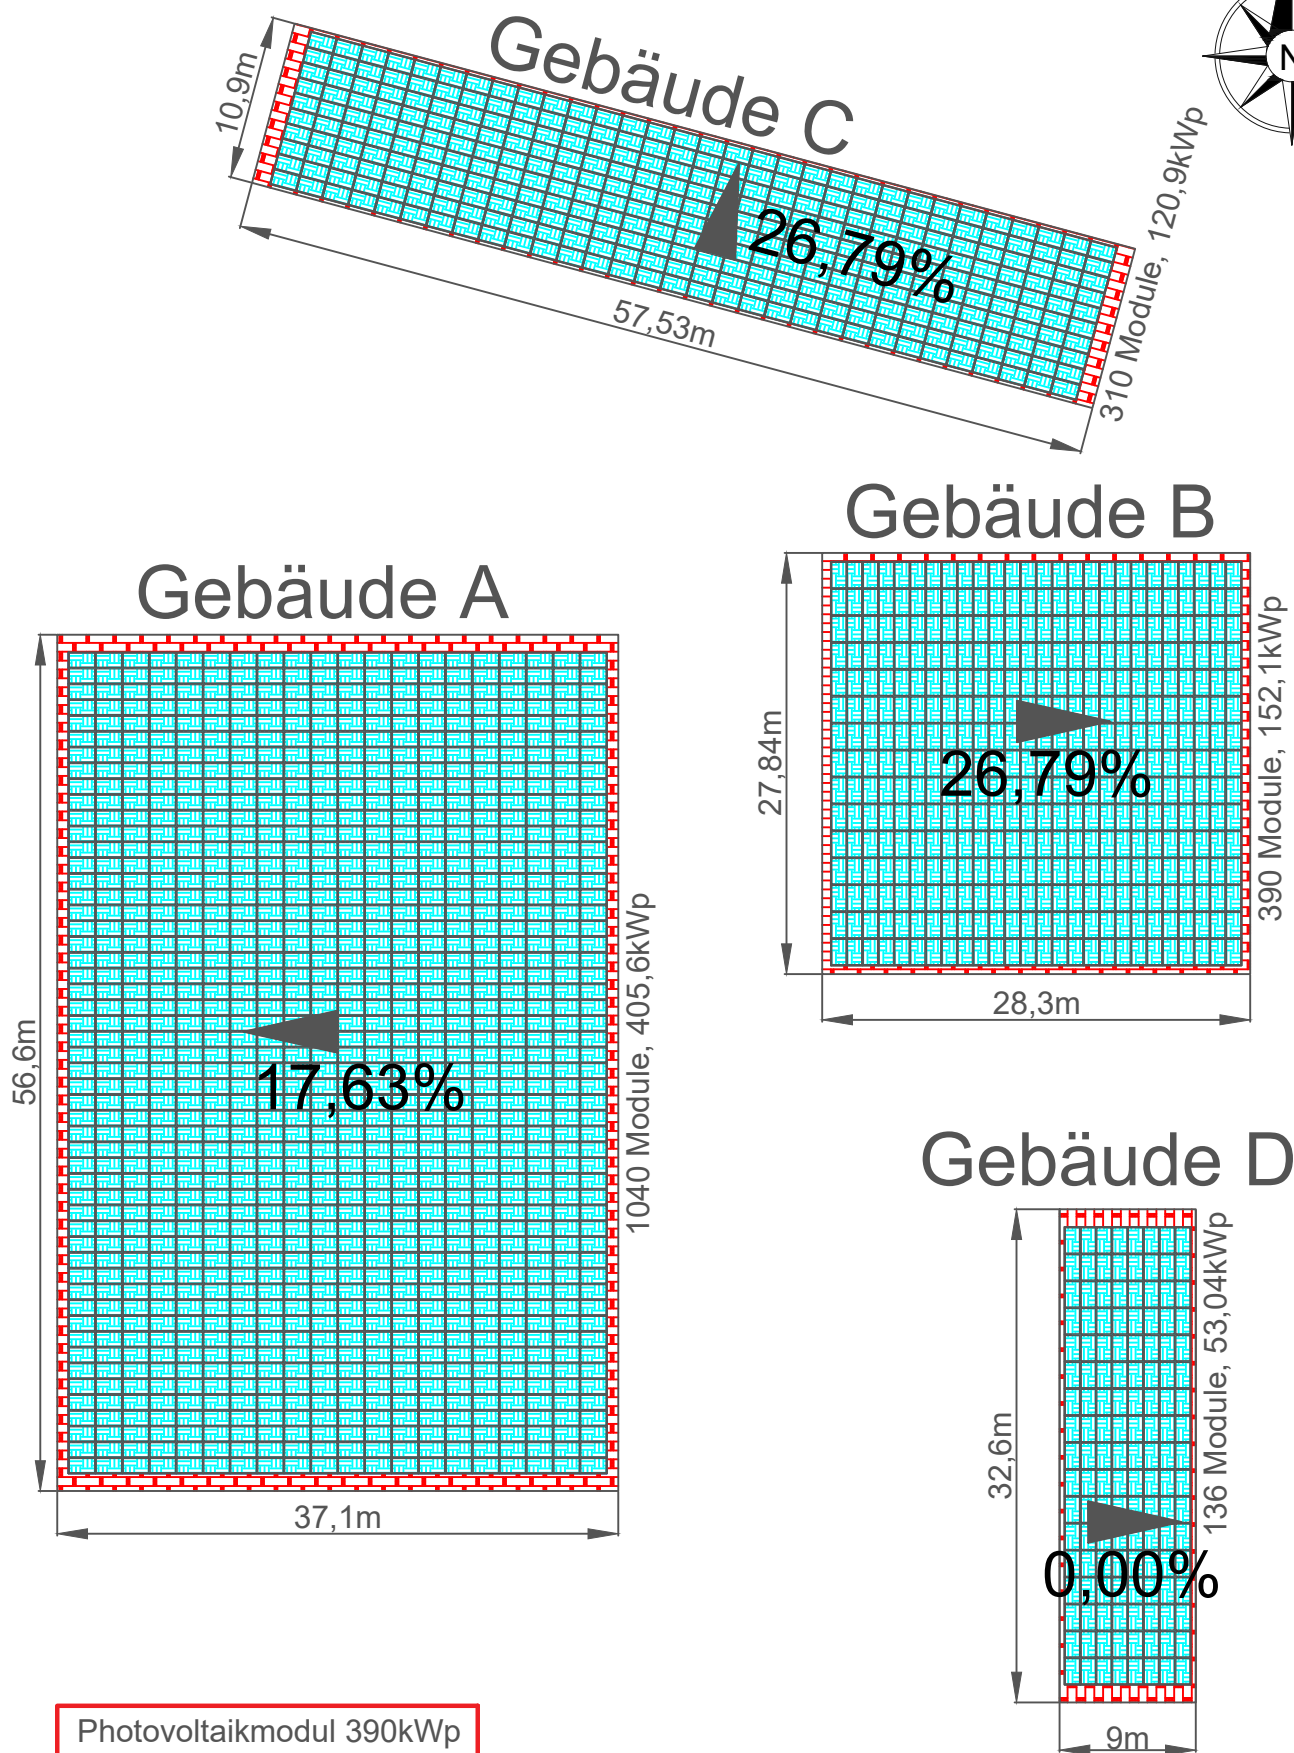 Gebäude C
N
10,9m
26,79%
57,53m
310 Module, 120,9kWp
Gebäude B
27,84m
26,79%
390 Module, 152,1kWp
28,3m
Gebäude A
56,6m
17,63%
1040 Module, 405,6kWp
37,1m
Gebäude D
32,6m
136 Module, 53,04kWp
0,00%
9m
Photovoltaikmodul 390kWp